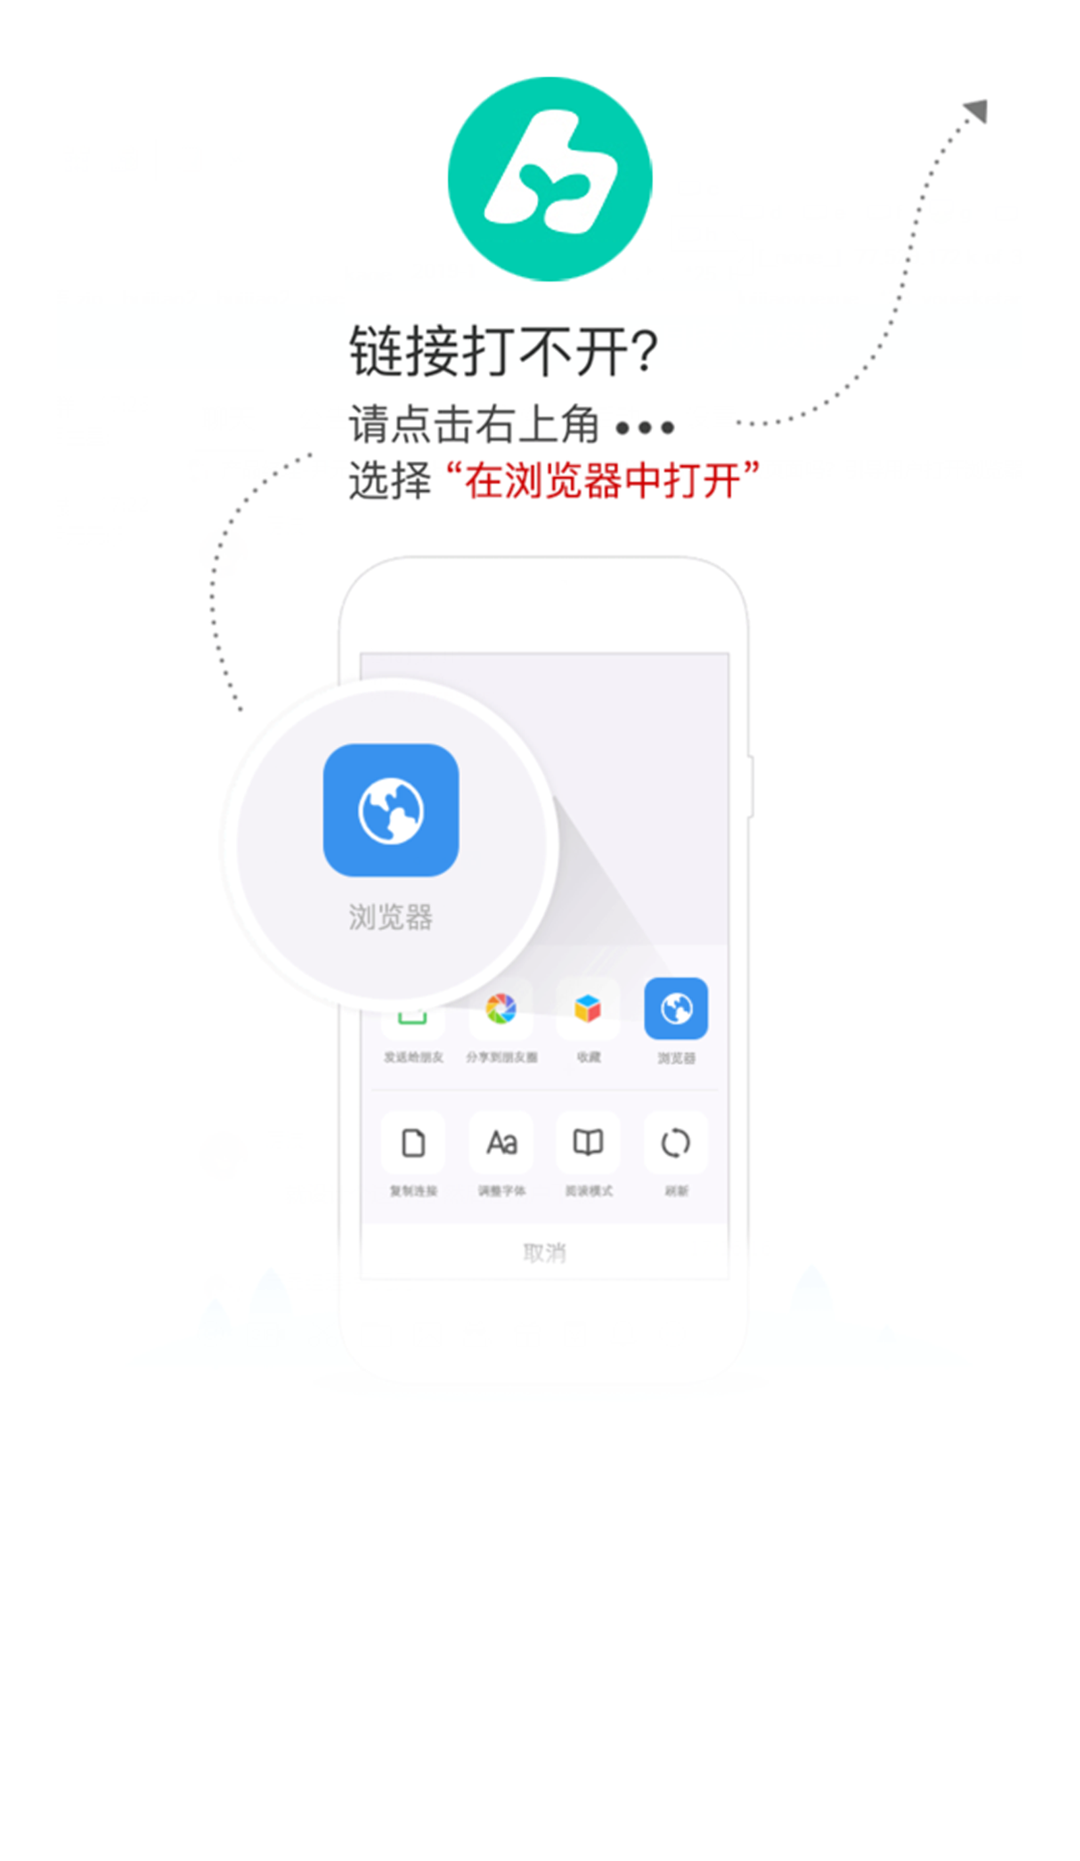 链接打不开?
请点击右上角 •••
选择 “在浏览器中打开”
浏览器
发送给朋友 分享到朋友圈 收藏 浏览器
Aa
复制连接 调整字体 阅读模式 刷新
取消